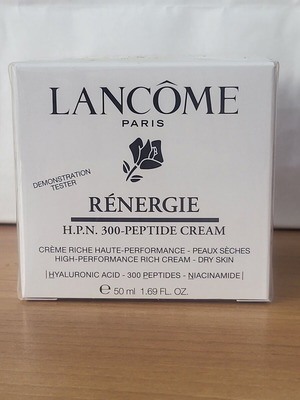 LANCÔME
PARIS
DEMONSTRATION
TESTER
RÉNERGIE
H.P.N. 300-PEPTIDE CREAM
CRÈME RICHE HAUTE-PERFORMANCE - PEAUX SÈCHES
HIGH-PERFORMANCE RICH CREAM - DRY SKIN
| HYALURONIC ACID - 300 PEPTIDES - NIACINAMIDE |
℮ 50 ml 1.69 FL. OZ.